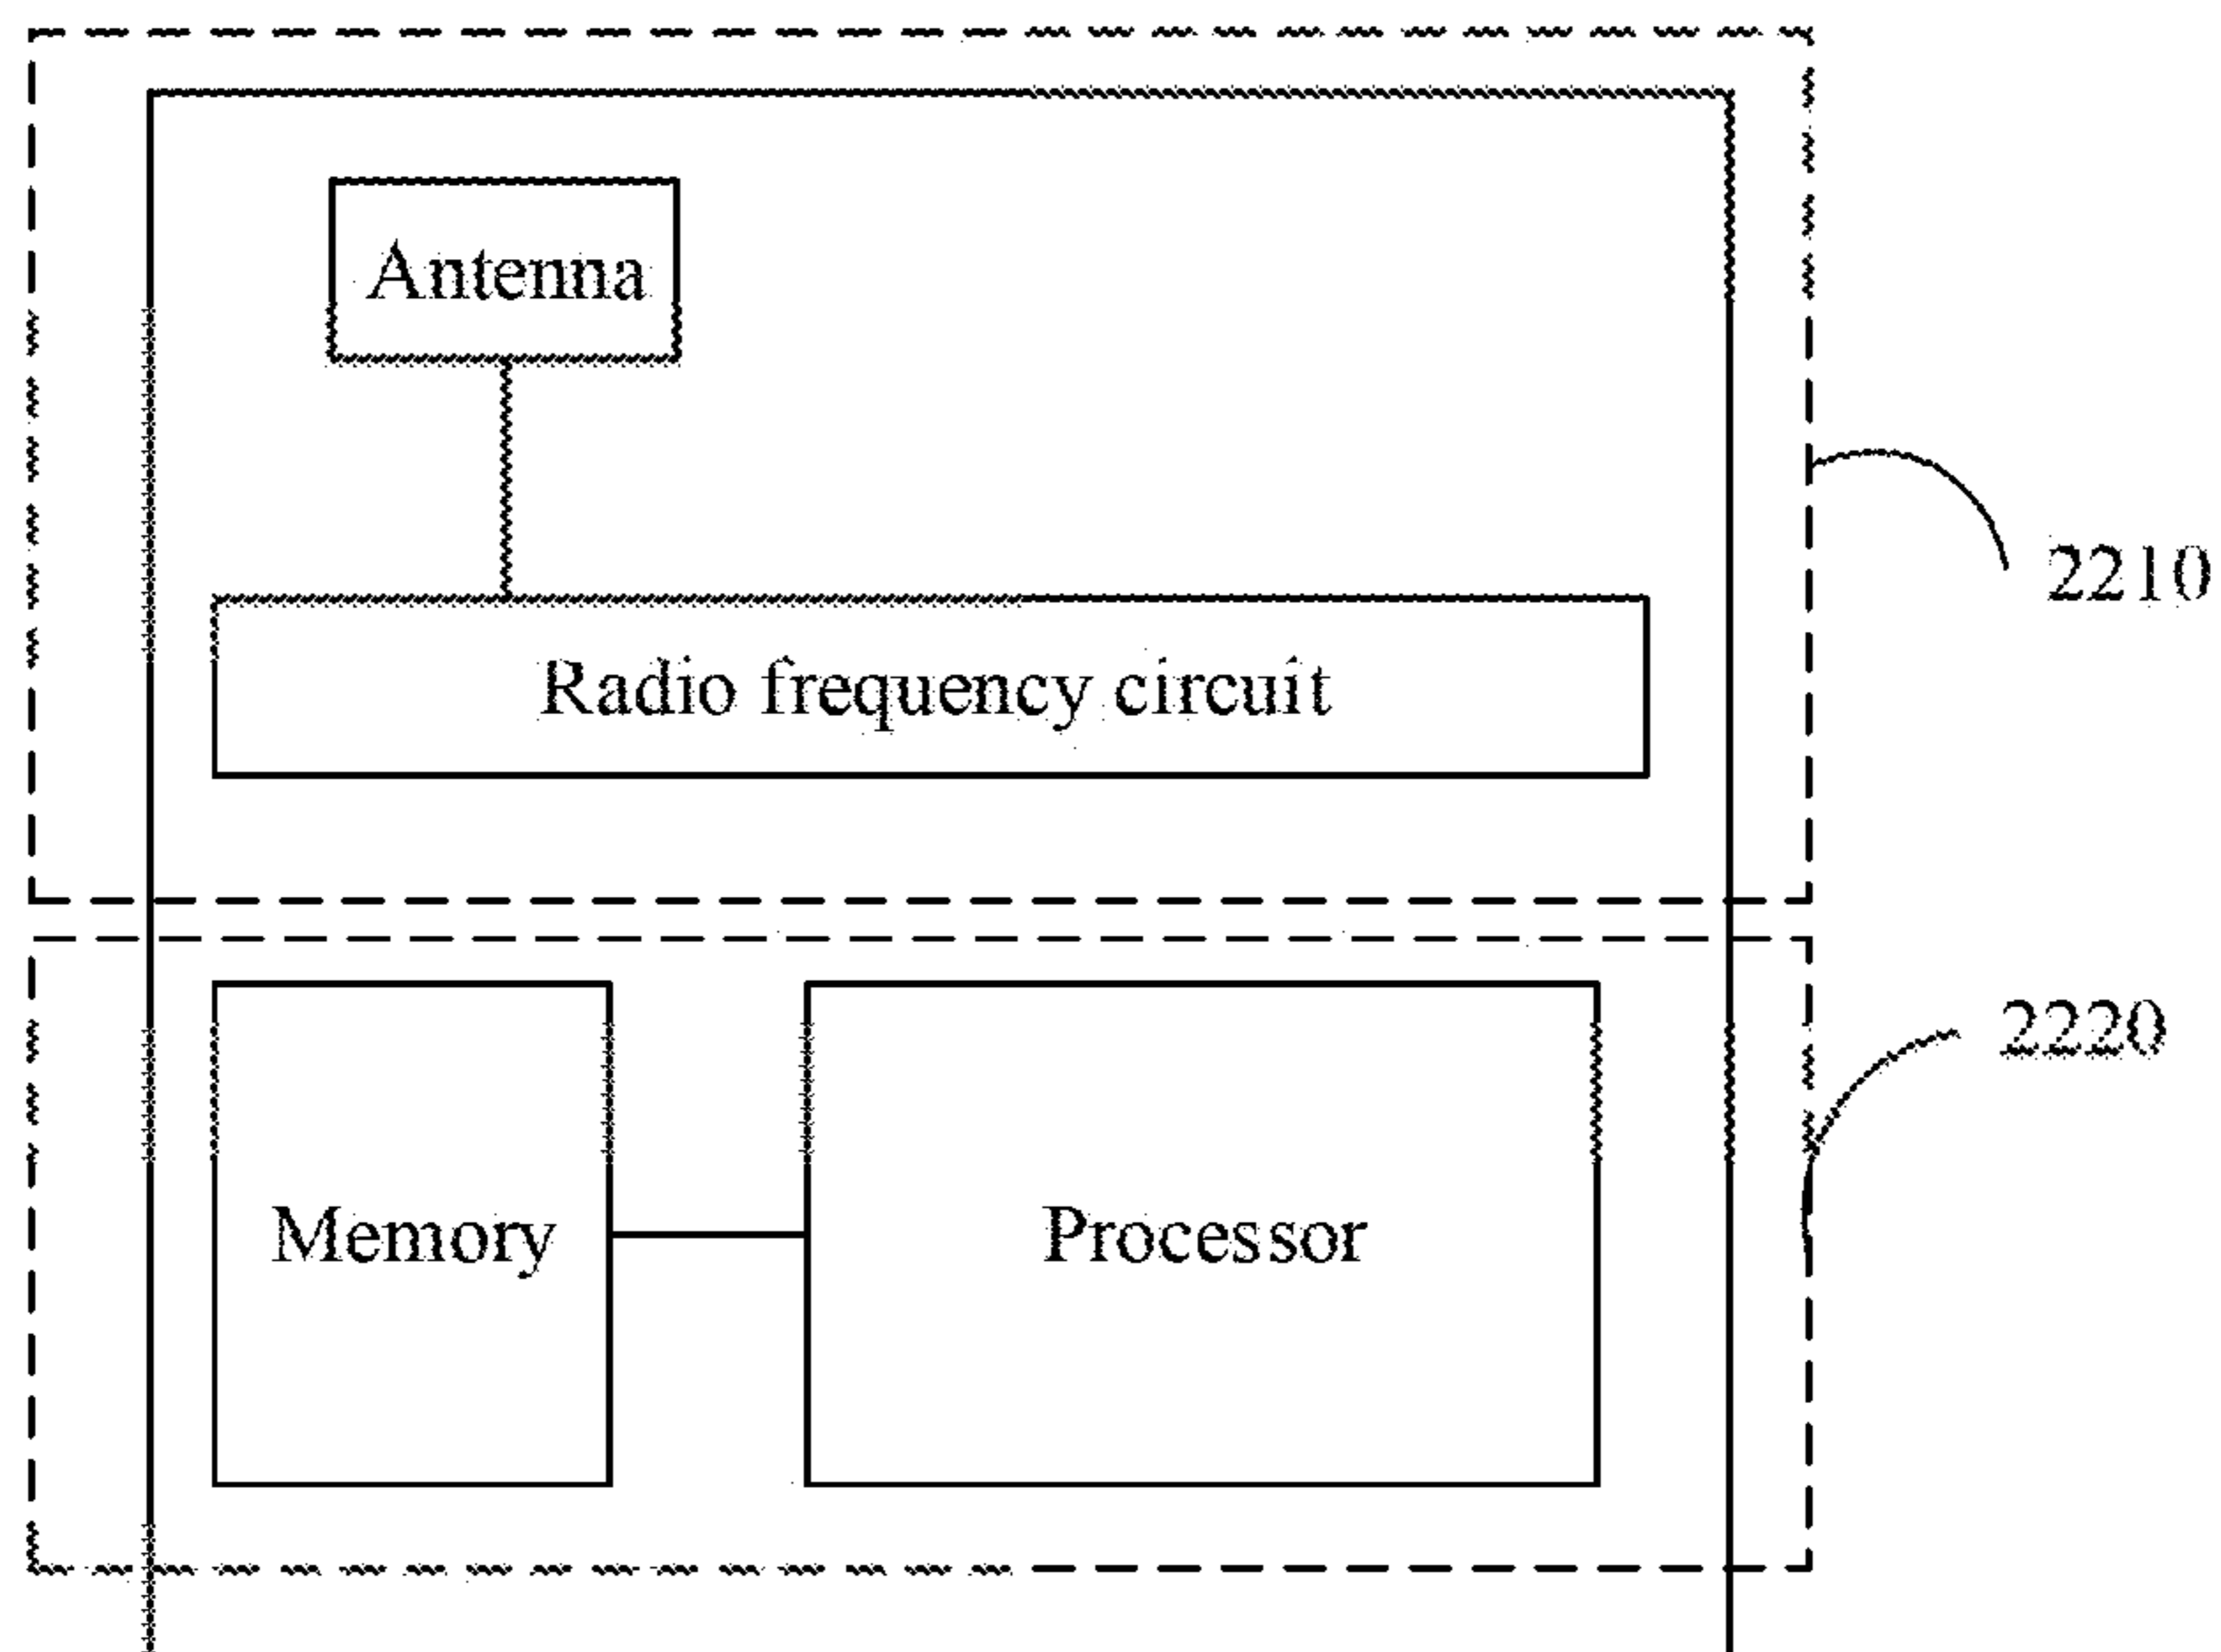 Antenna
2210
Radio frequency circuit
2220
Memory
Processor